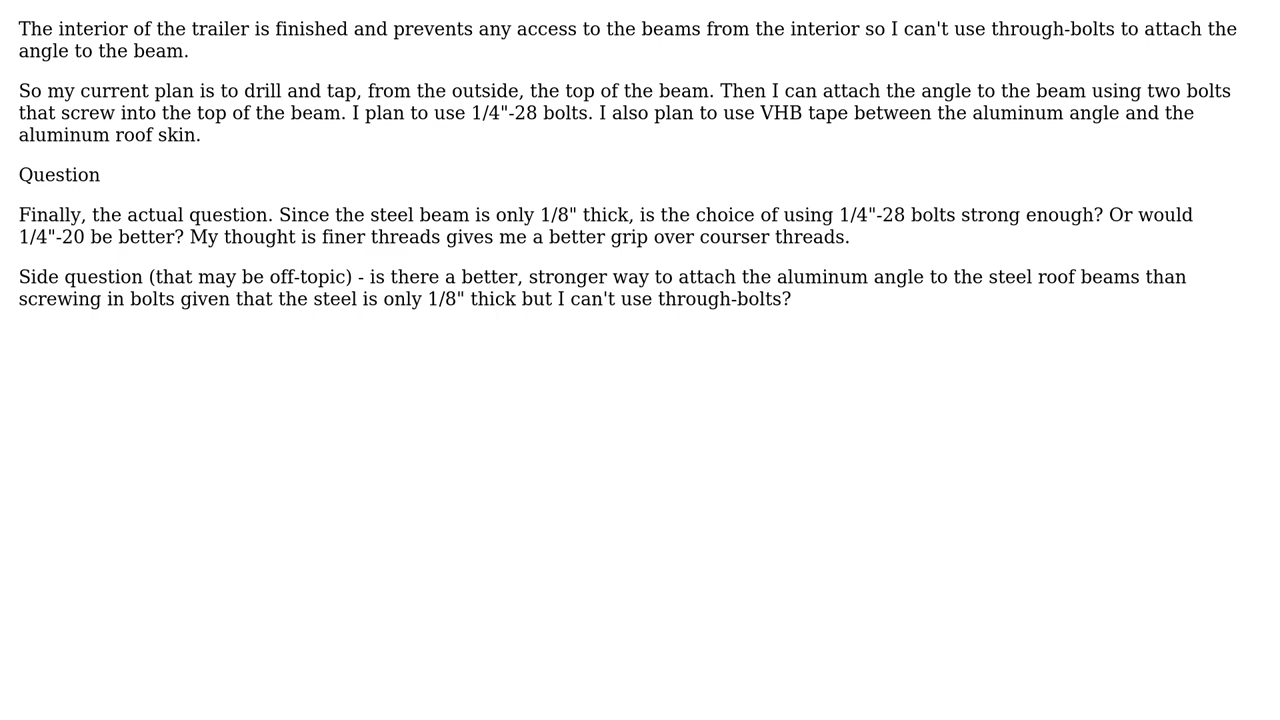 The interior of the trailer is finished and prevents any access to the beams from the interior so I can't use through-bolts to attach the
angle to the beam.
So my current plan is to drill and tap, from the outside, the top of the beam. Then I can attach the angle to the beam using two bolts
that screw into the top of the beam. I plan to use 1/4"-28 bolts. I also plan to use VHB tape between the aluminum angle and the
aluminum roof skin.
Question
Finally, the actual question. Since the steel beam is only 1/8" thick, is the choice of using 1/4"-28 bolts strong enough? Or would
1/4"-20 be better? My thought is finer threads gives me a better grip over courser threads.
Side question (that may be off-topic) - is there a better, stronger way to attach the aluminum angle to the steel roof beams than
screwing in bolts given that the steel is only 1/8" thick but I can't use through-bolts?